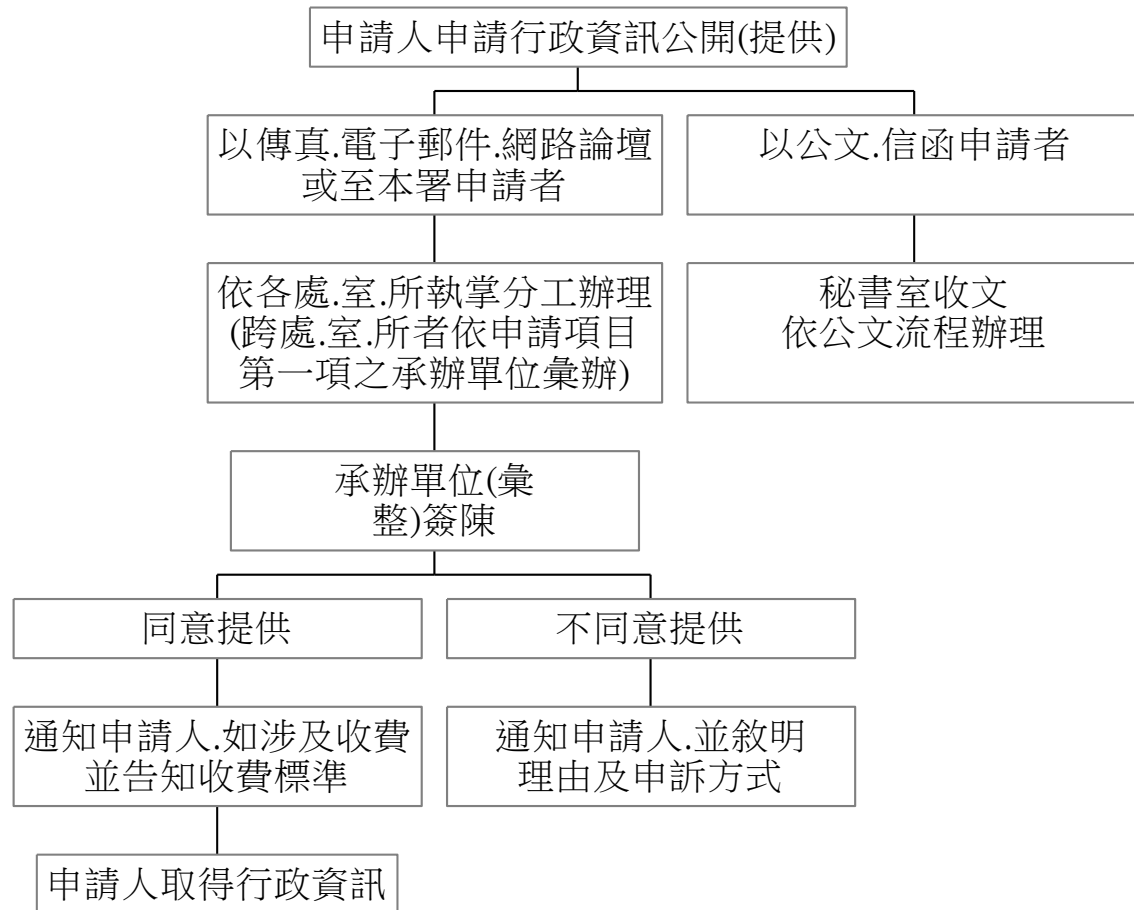 申請人申請行政資訊公開(提供)
以傳真.電子郵件.網路論壇
或至本署申請者
以公文.信函申請者
依各處.室.所執掌分工辦理
(跨處.室.所者依申請項目
第一項之承辦單位彙辦)
秘書室收文
依公文流程辦理
承辦單位(彙
整)簽陳
同意提供
不同意提供
通知申請人.如涉及收費
並告知收費標準
通知申請人.並敘明
理由及申訴方式
申請人取得行政資訊